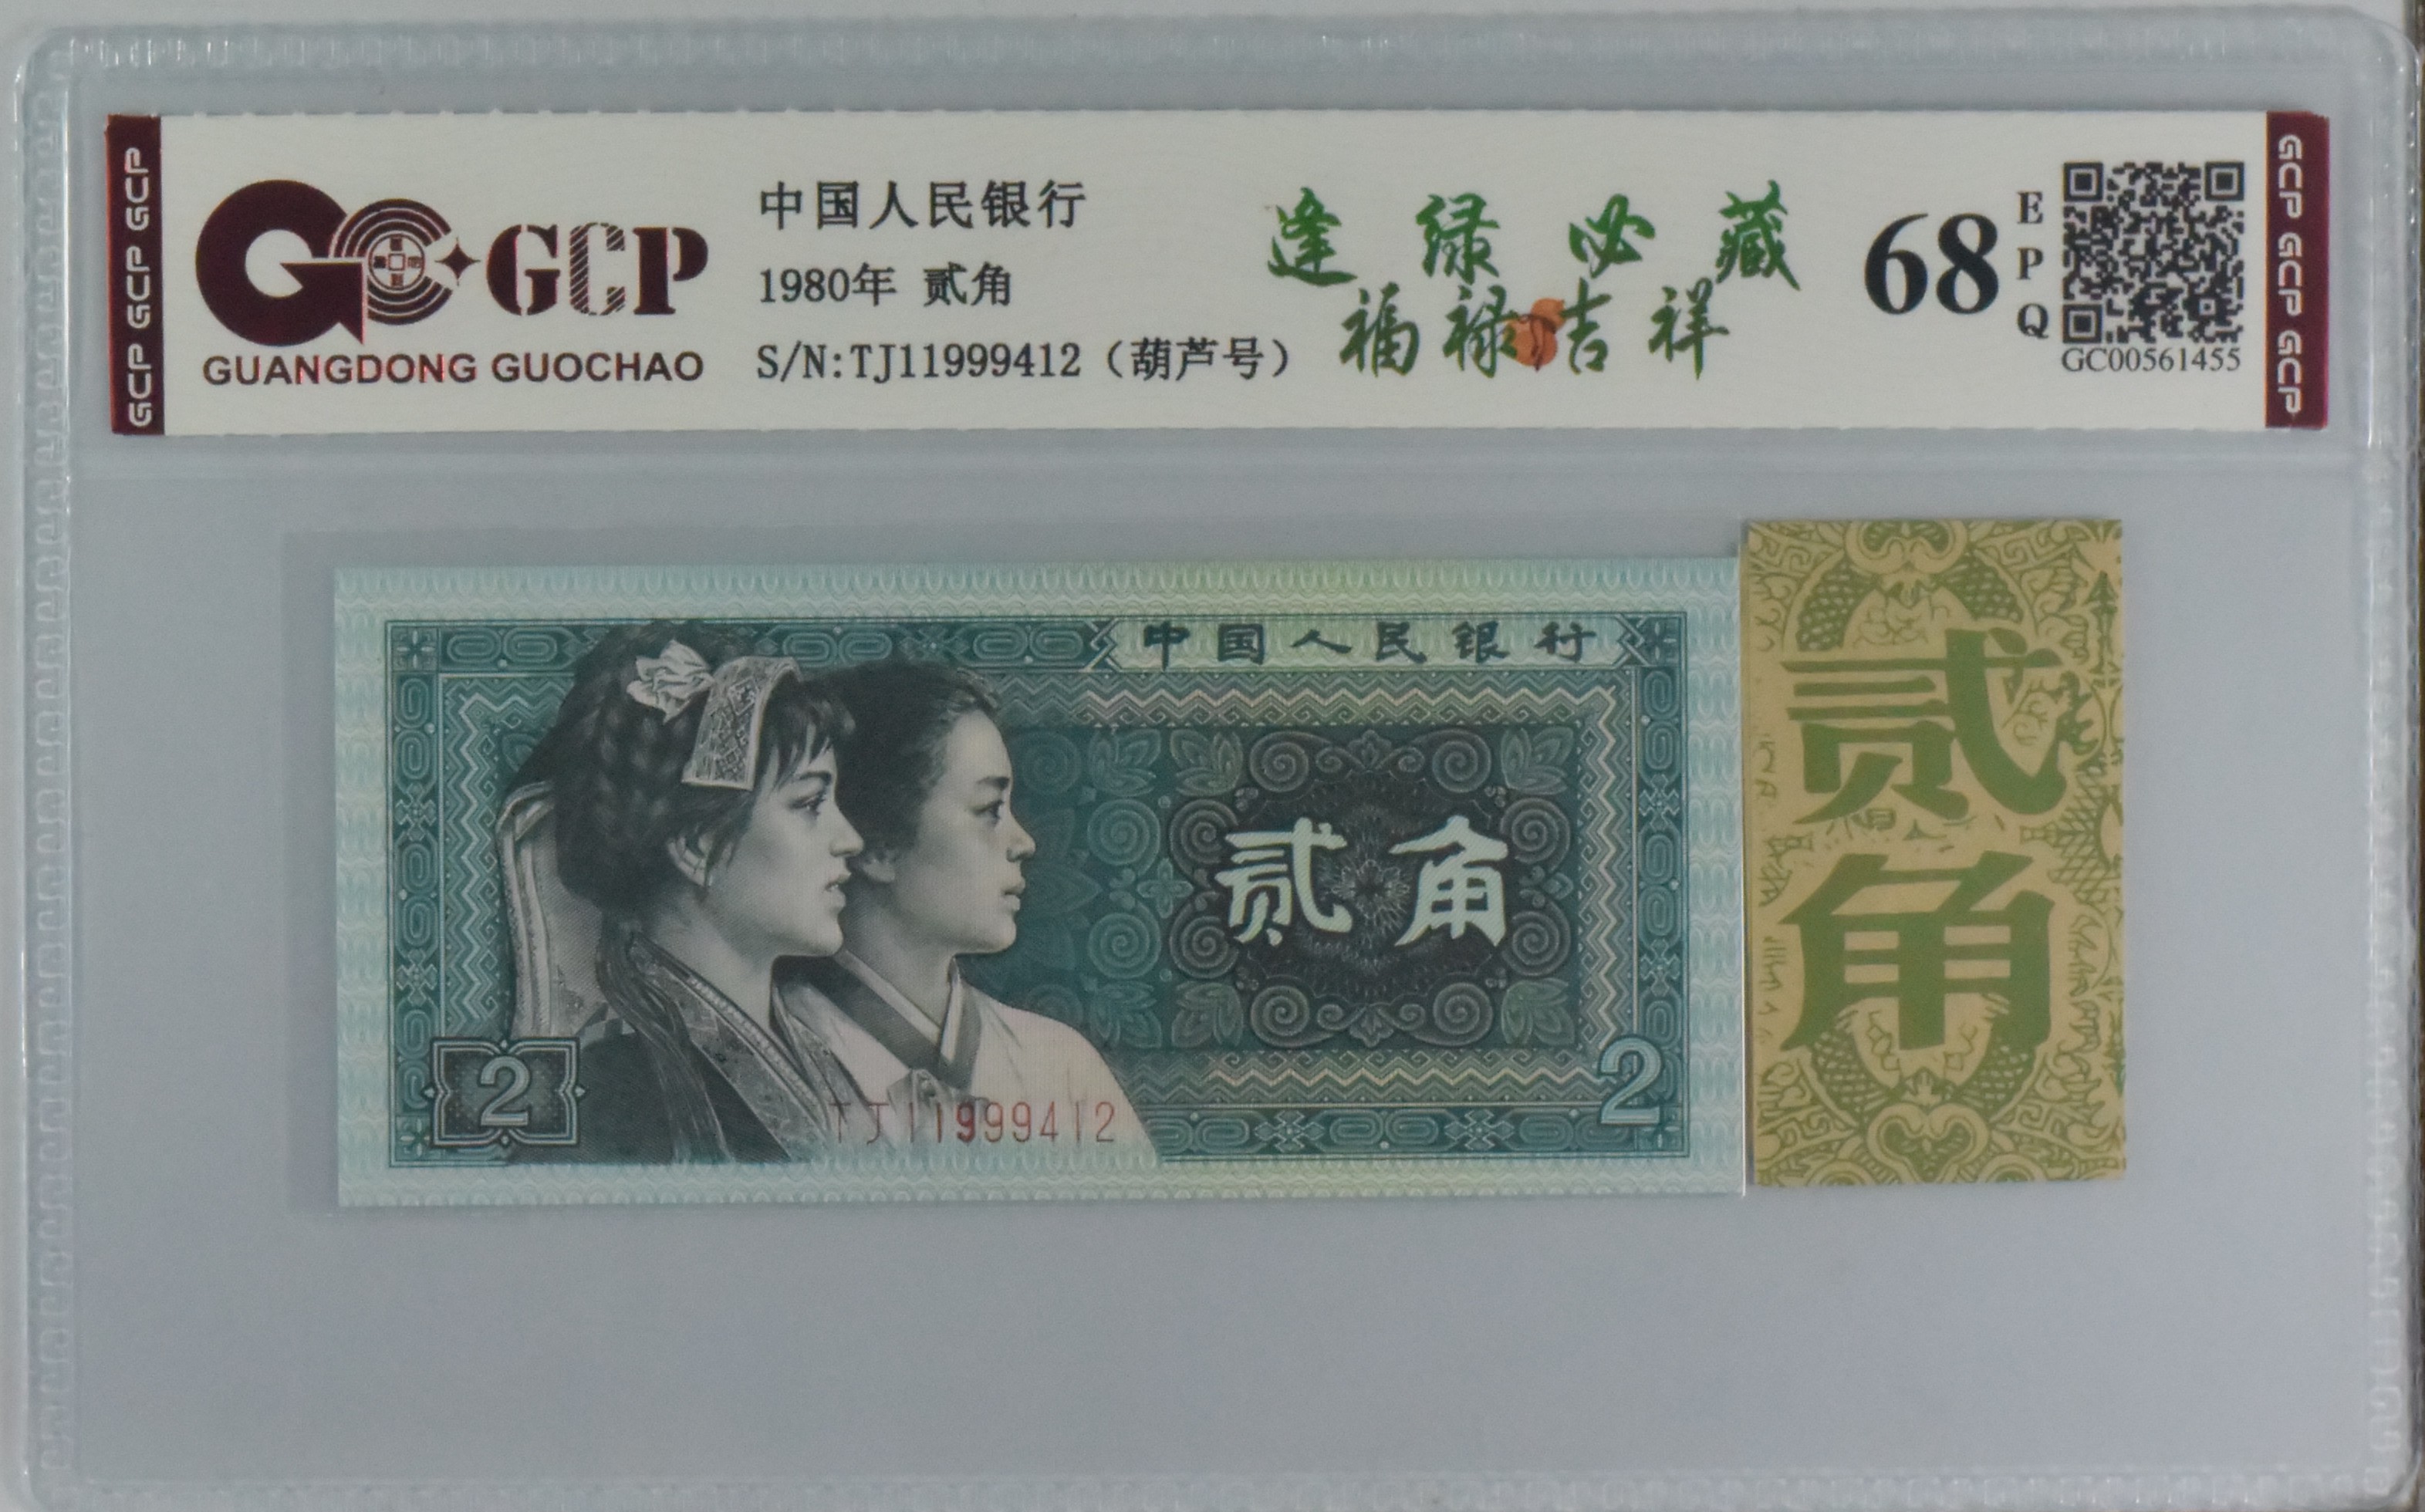 GCP GCP GCP
GCP
GUANGDONG GUOCHAO
中国人民银行
1980年 贰角
S/N:TJ11999412（葫芦号）
逢绿必藏
福禄吉祥
68
EPQ
GC00561455
GCP GCP GCP
中国人民银行
贰角
2
2
TJ11999412
贰角